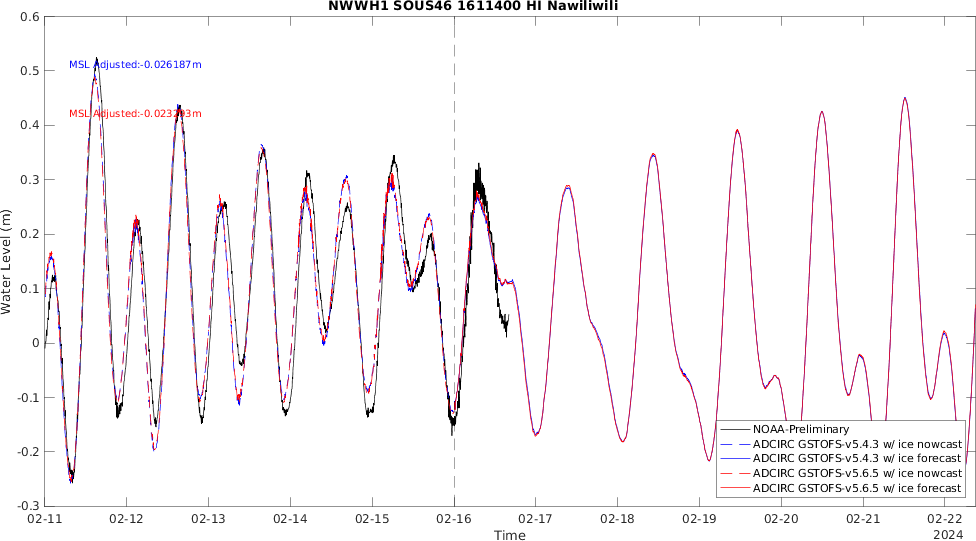 NWWH1 SOUS46 1611400 HI Nawiliwili
0.6
0.5
0.4
0.3
0.2
0.1
0
-0.1
-0.2
-0.3
Water Level (m)
MSL Adjusted:-0.026187m
MSL Adjusted:-0.023293m
NOAA-Preliminary
ADCIRC GSTOFS-v5.4.3 w/ ice nowcast
ADCIRC GSTOFS-v5.4.3 w/ ice forecast
ADCIRC GSTOFS-v5.6.5 w/ ice nowcast
ADCIRC GSTOFS-v5.6.5 w/ ice forecast
02-11 02-12 02-13 02-14 02-15 02-16 02-17 02-18 02-19 02-20 02-21 02-22
2024
Time